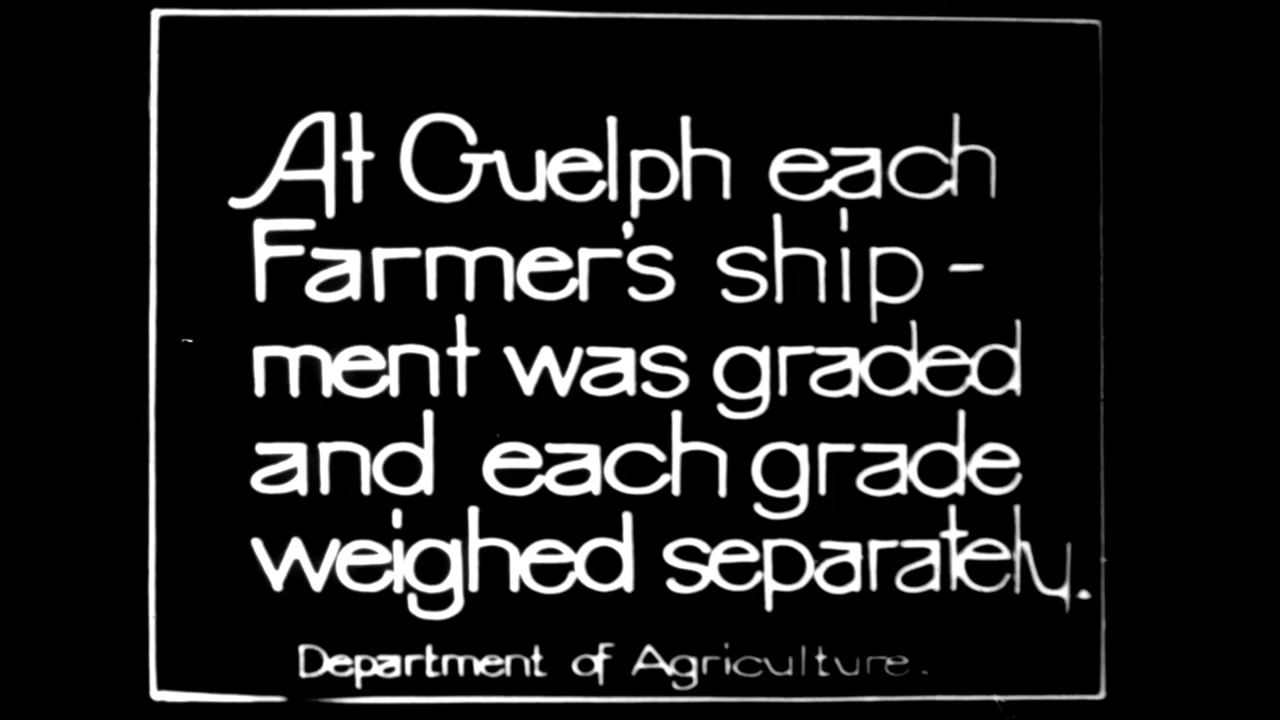 At Guelph each
Farmer's ship-
ment was graded
and each grade
weighed separately.
Department of Agriculture.